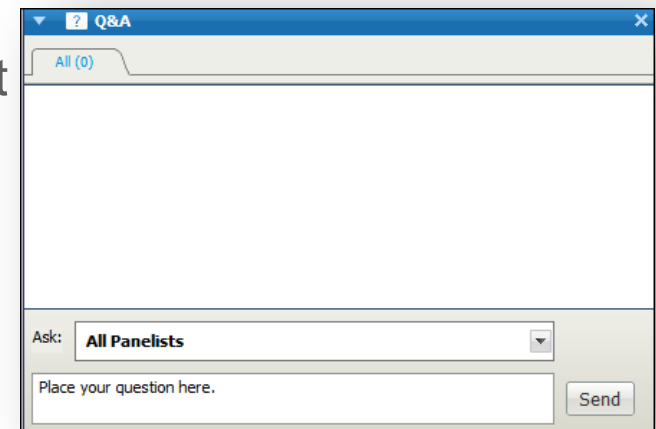 ? Q&A
All (0)
t
Ask: All Panelists
Place your question here.
Send